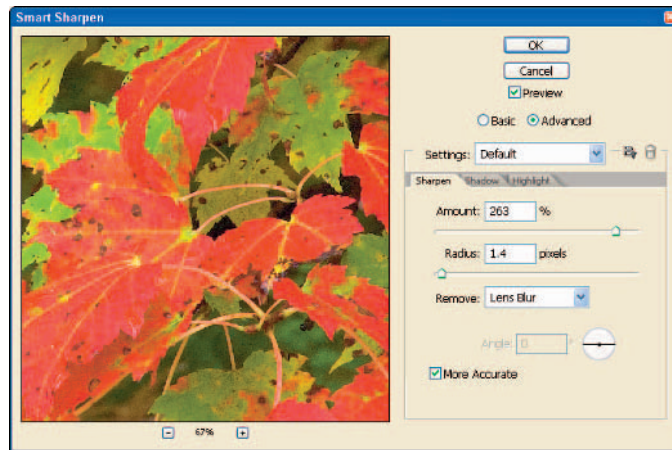 Smart Sharpen
OK
Cancel
Preview
Basic Advanced
Settings: Default
Sharpen Shadow Highlight
Amount: 263 %
Radius: 1.4 pixels
Remove: Lens Blur
Angle: 0 °
More Accurate
67%